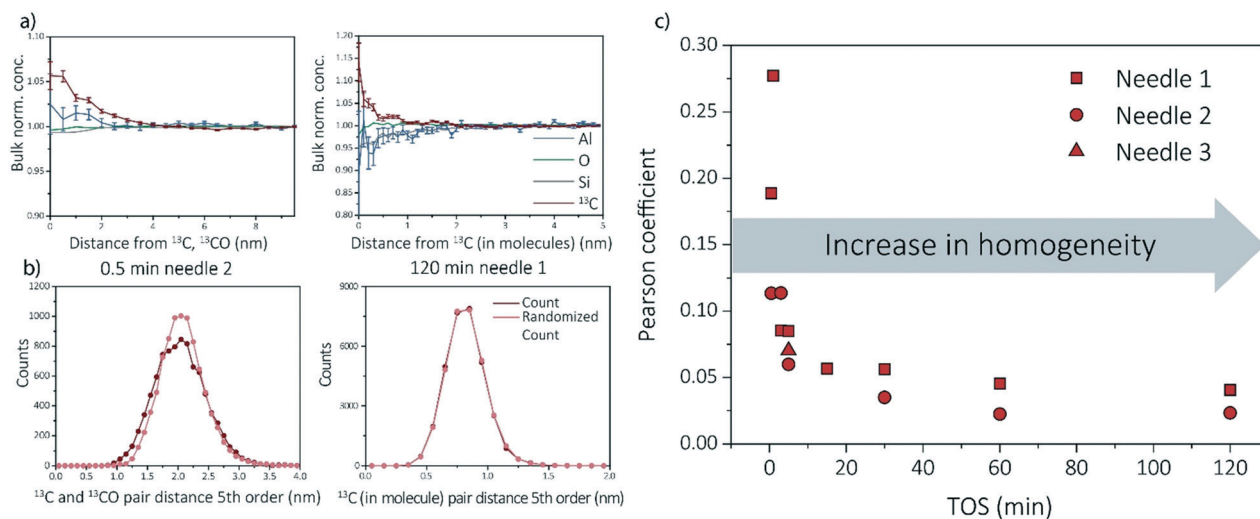 a)
1.10
1.05
1.00
0.95
0.90
Bulk norm. conc.
0 2 4 6 8
Distance from ¹³C, ¹³CO (nm)
1.20
1.15
1.10
1.05
1.00
0.95
0.90
0.85
0.80
Bulk norm. conc.
Al
O
Si
¹³C
0 1 2 3 4 5
Distance from ¹³C (in molecules) (nm)
b)
0.5 min needle 2
1200
1000
800
600
400
200
0
Counts
0.0 0.5 1.0 1.5 2.0 2.5 3.0 3.5 4.0
¹³C and ¹³CO pair distance 5th order (nm)
120 min needle 1
9000
6000
3000
0
Counts
Count
Randomized
Count
0.0 0.5 1.0 1.5 2.0
¹³C (in molecule) pair distance 5th order (nm)
c)
0.30
0.25
0.20
0.15
0.10
0.05
0.00
Pearson coefficient
Needle 1
Needle 2
Needle 3
Increase in homogeneity
0 20 40 60 80 100 120
TOS (min)